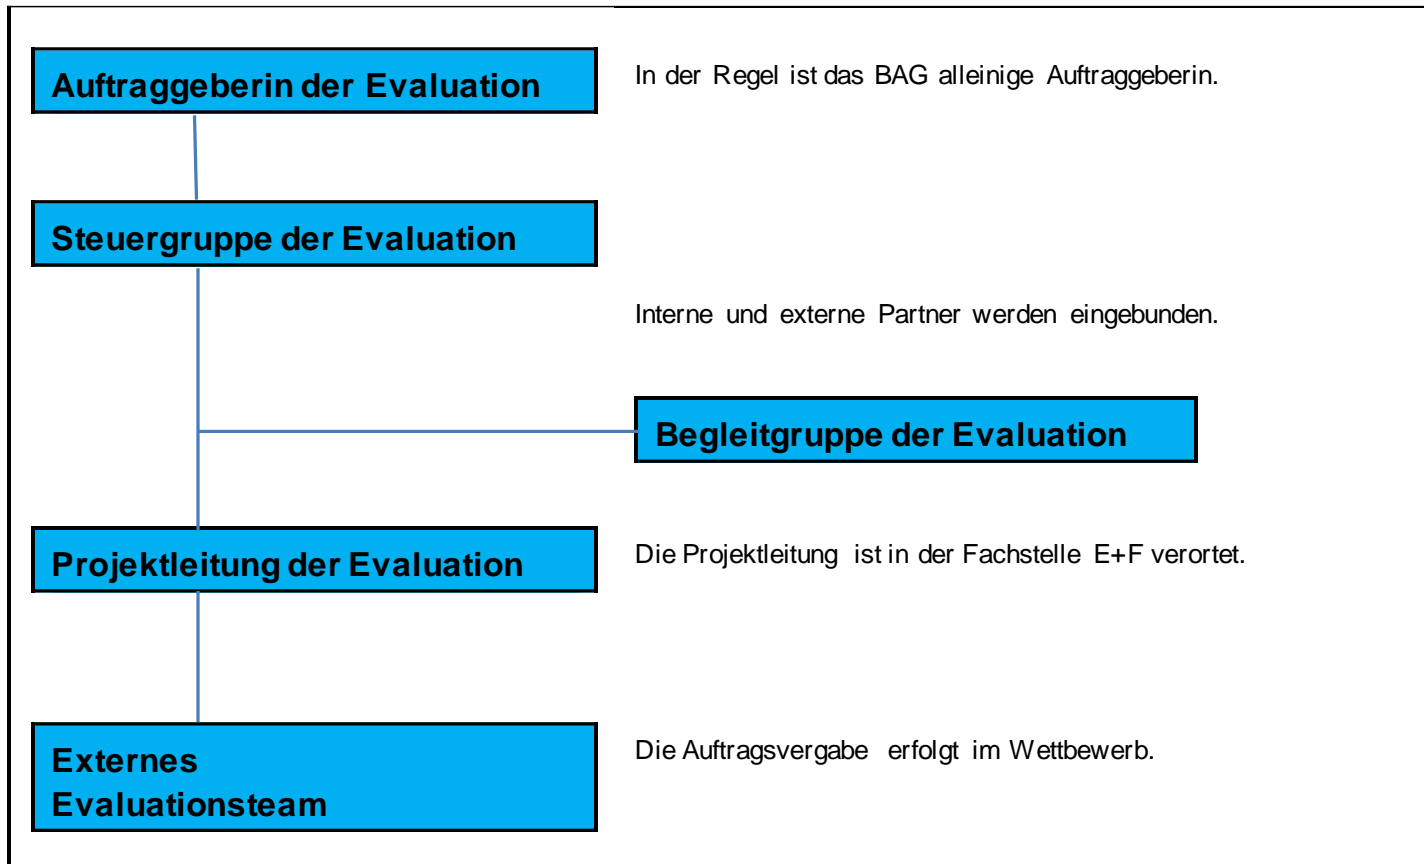 Auftraggeberin der Evaluation
In der Regel ist das BAG alleinige Auftraggeberin.
Steuergruppe der Evaluation
Interne und externe Partner werden eingebunden.
Begleitgruppe der Evaluation
Projektleitung der Evaluation
Die Projektleitung ist in der Fachstelle E+F verortet.
Externes
Evaluationsteam
Die Auftragsvergabe erfolgt im Wettbewerb.